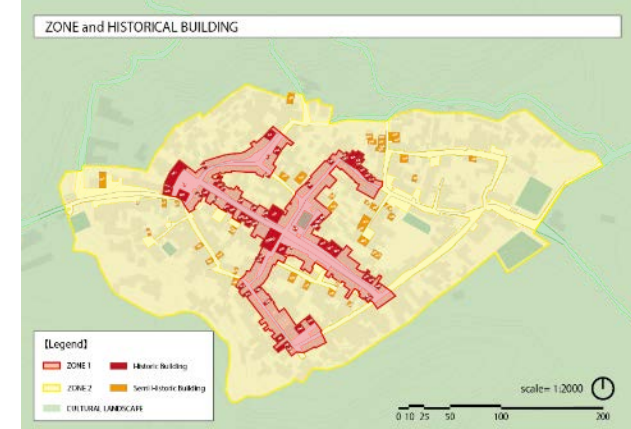 ZONE and HISTORICAL BUILDING
【Legend】
ZONE 1 Historic Building
ZONE 2 Semi Historic Building
CULTURAL LANDSCAPE
scale= 1:2000
0 10 25 50 100 200